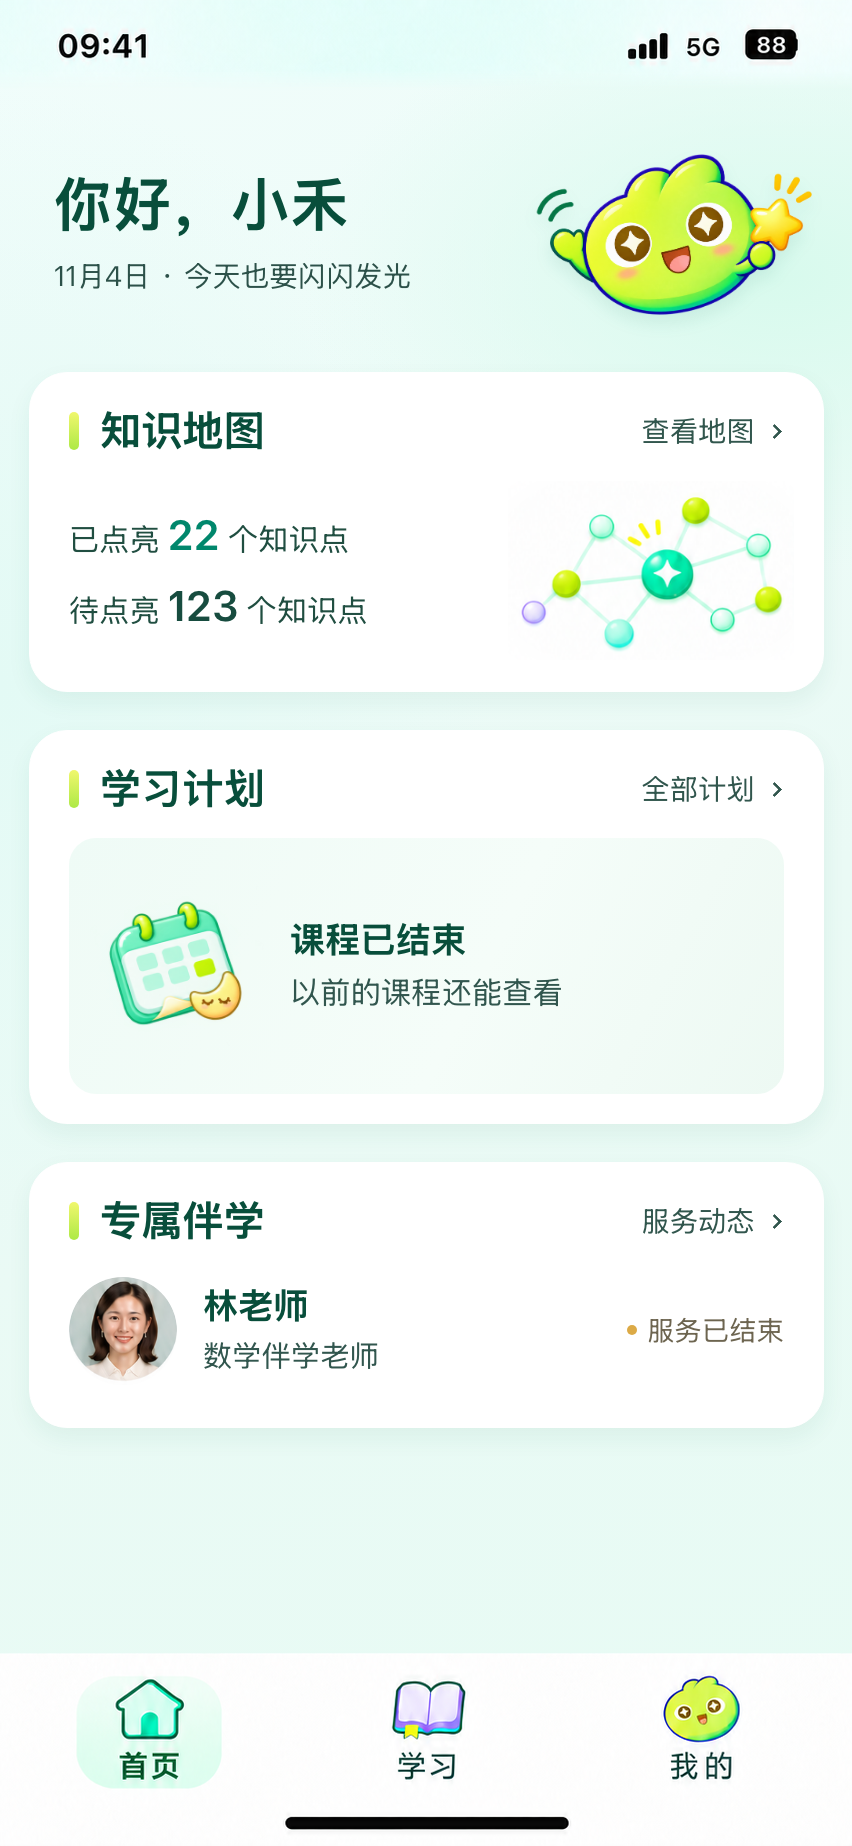 09:41
5G
88
你好，小禾
11月4日 · 今天也要闪闪发光
知识地图
查看地图
已点亮 22 个知识点
待点亮 123 个知识点
学习计划
全部计划
课程已结束
以前的课程还能查看
专属伴学
服务动态
林老师
数学伴学老师
服务已结束
首页
学习
我的